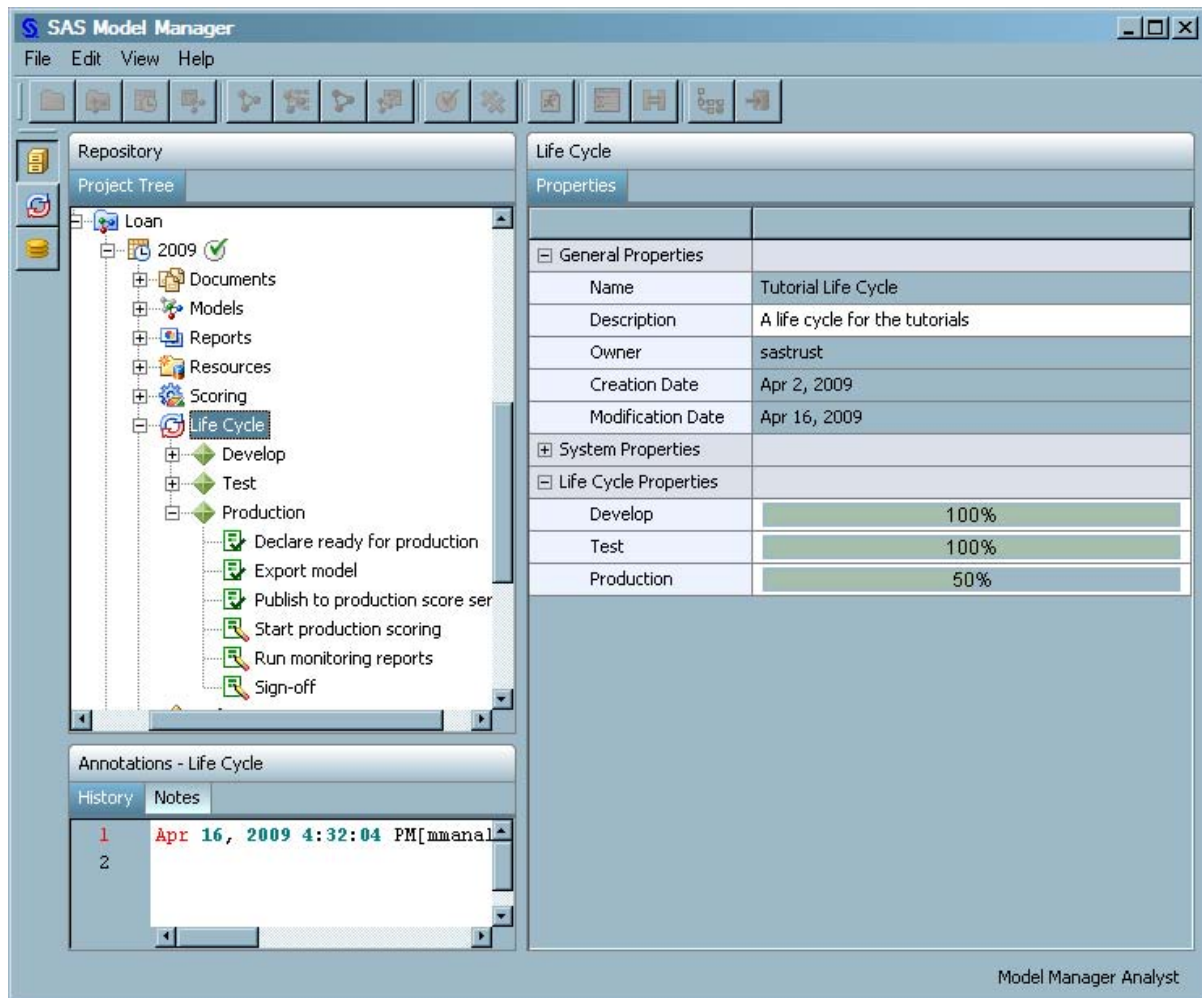 SAS Model Manager
File Edit View Help
Repository
Project Tree
Loan
2009
Documents
Models
Reports
Resources
Scoring
Life Cycle
Develop
Test
Production
Declare ready for production
Export model
Publish to production score ser
Start production scoring
Run monitoring reports
Sign-off
Annotations - Life Cycle
History Notes
1 Apr 16, 2009 4:32:04 PM[mmanal
2
Life Cycle
Properties
General Properties
Name Tutorial Life Cycle
Description A life cycle for the tutorials
Owner sastrust
Creation Date Apr 2, 2009
Modification Date Apr 16, 2009
System Properties
Life Cycle Properties
Develop 100%
Test 100%
Production 50%
Model Manager Analyst